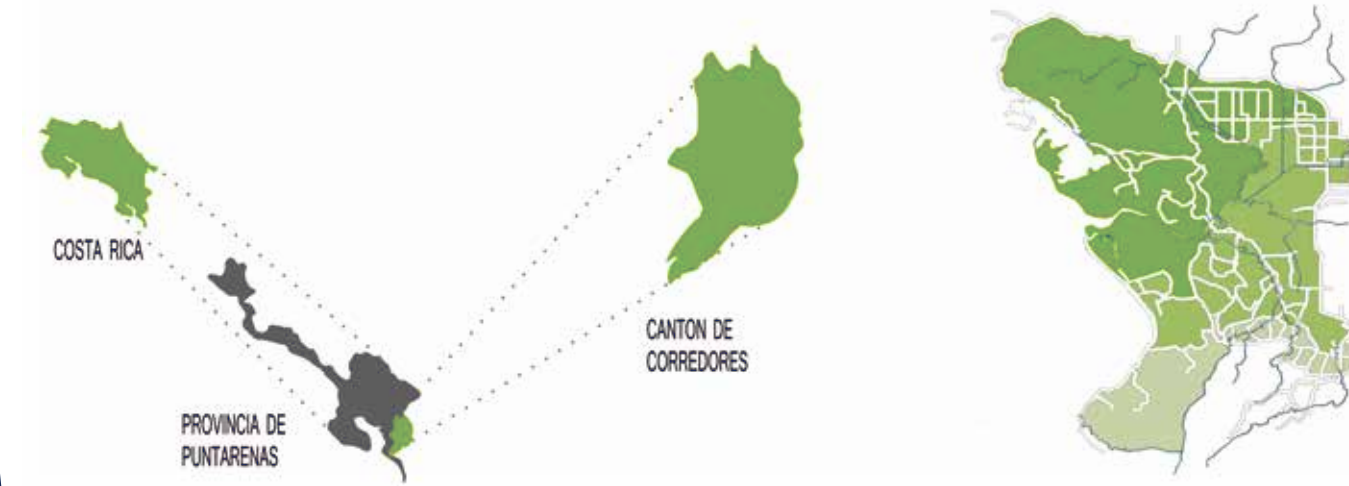 COSTA RICA
PROVINCIA DE
PUNTARENAS
CANTON DE
CORREDORES